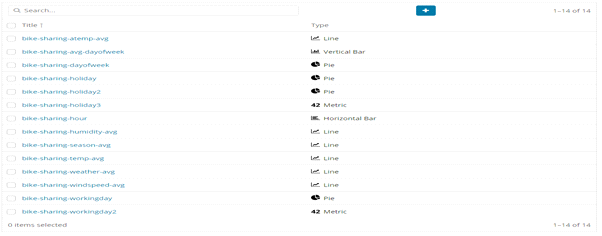 Search...
1–14 of 14
Title Type
bike-sharing-atemp-avg Line
bike-sharing-avg-dayofweek Vertical Bar
bike-sharing-dayofweek Pie
bike-sharing-holiday Pie
bike-sharing-holiday2 Pie
bike-sharing-holiday3 42 Metric
bike-sharing-hour Horizontal Bar
bike-sharing-humidity-avg Line
bike-sharing-season-avg Line
bike-sharing-temp-avg Line
bike-sharing-weather-avg Line
bike-sharing-windspeed-avg Line
bike-sharing-workingday Pie
bike-sharing-workingday2 42 Metric
0 items selected 1–14 of 14